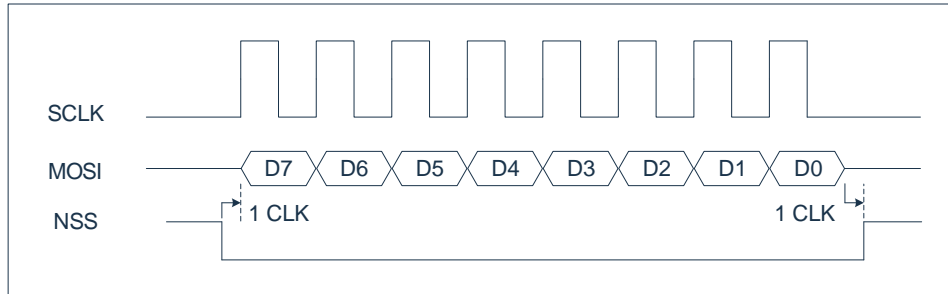 SCLK
MOSI D7 D6 D5 D4 D3 D2 D1 D0
NSS 1 CLK 1 CLK